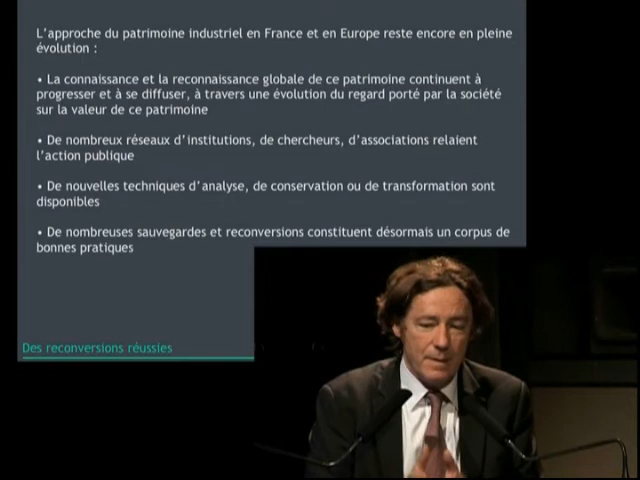 L'approche du patrimoine industriel en France et en Europe reste encore en pleine
évolution :
• La connaissance et la reconnaissance globale de ce patrimoine continuent à
progresser et à se diffuser, à travers une évolution du regard porté par la société
sur la valeur de ce patrimoine
• De nombreux réseaux d'institutions, de chercheurs, d'associations relaient
l'action publique
• De nouvelles techniques d'analyse, de conservation ou de transformation sont
disponibles
• De nombreuses sauvegardes et reconversions constituent désormais un corpus de
bonnes pratiques
Des reconversions réussies